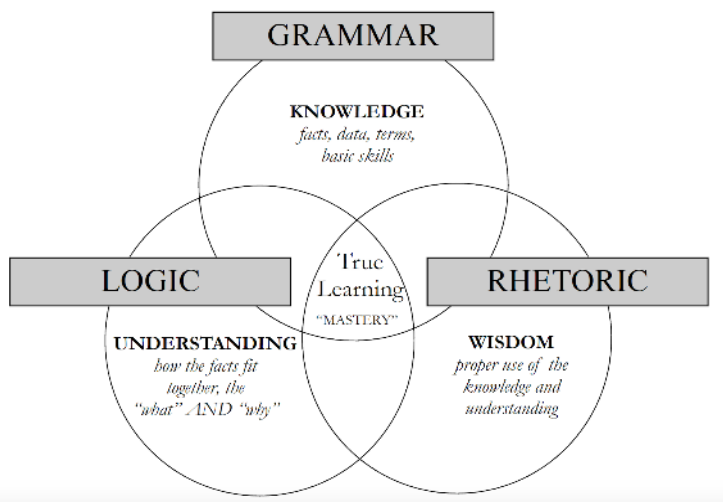 GRAMMAR
KNOWLEDGE
facts, data, terms,
basic skills
LOGIC
UNDERSTANDING
how the facts fit
together, the
“what” AND “why”
True
Learning
“MASTERY”
RHETORIC
WISDOM
proper use of the
knowledge and
understanding